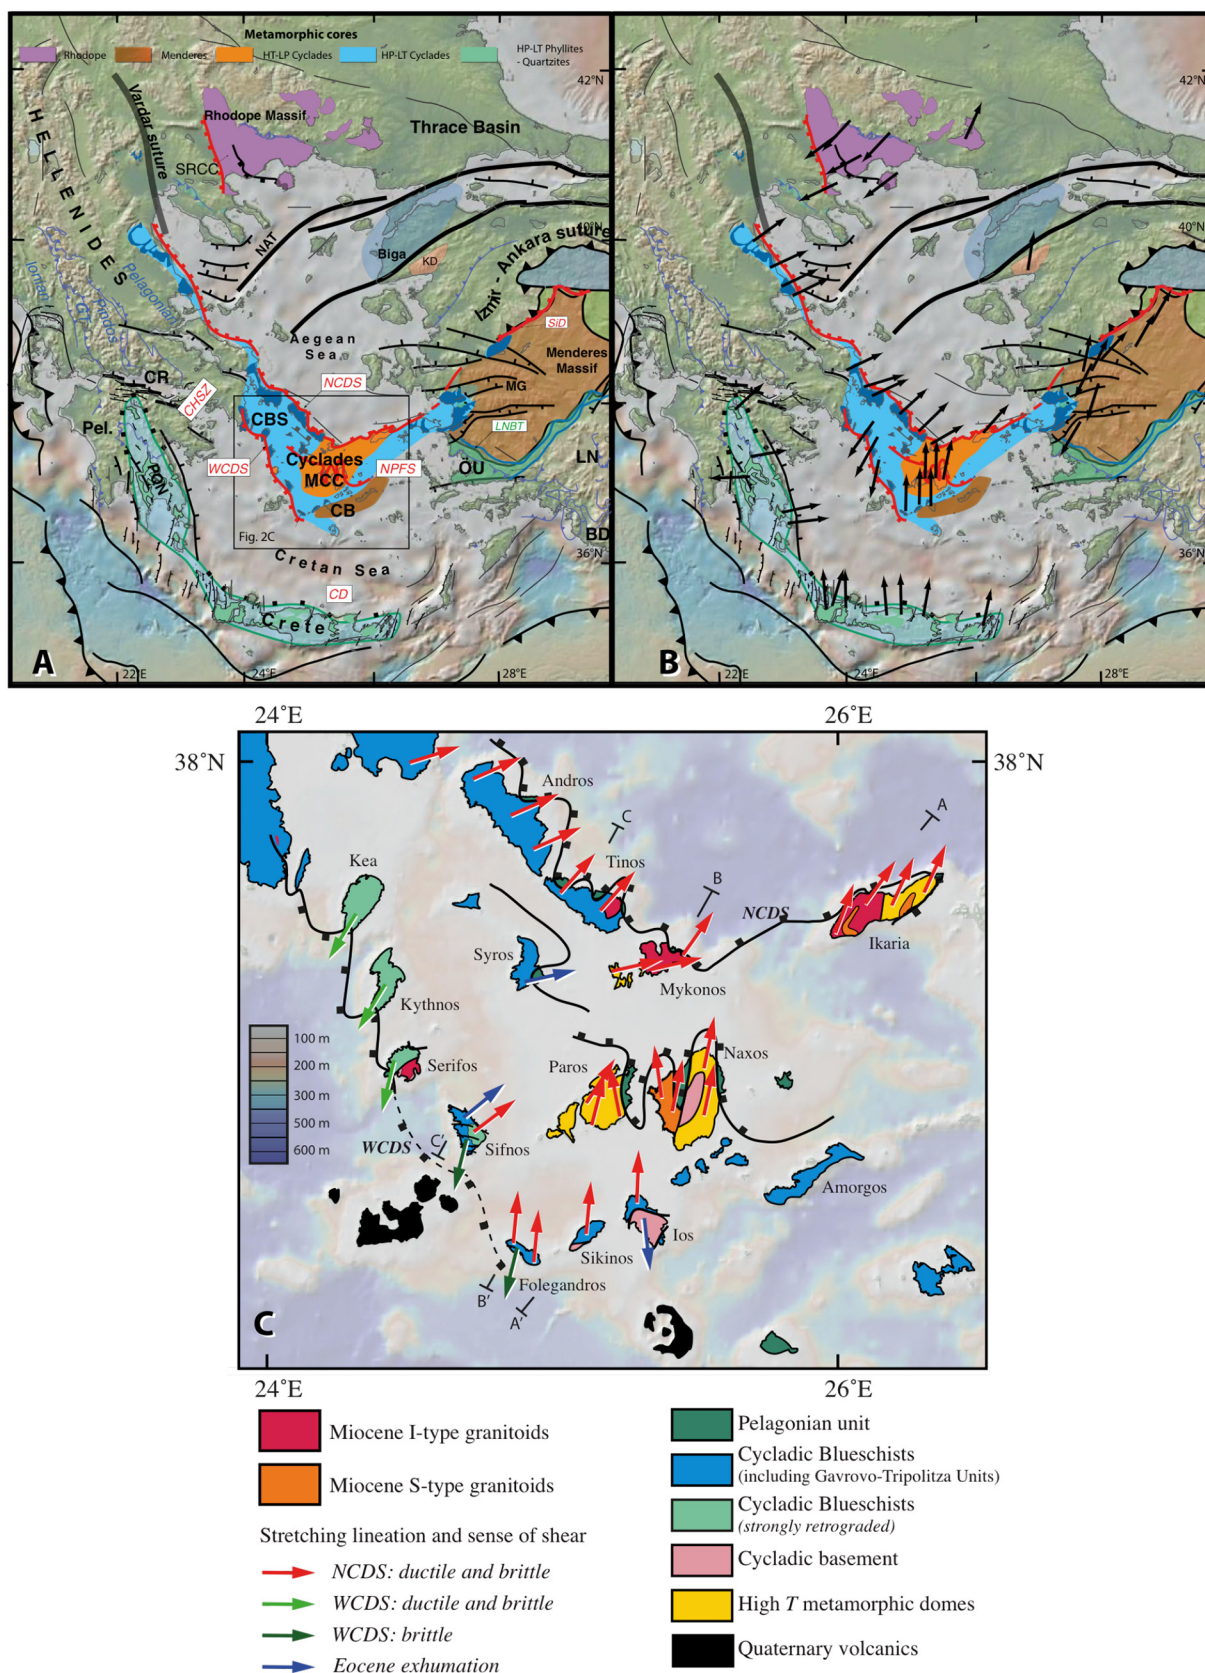 Metamorphic cores
Rhodope
Menderes
HT-LP Cyclades
HP-LT Cyclades
HP-LT Phyllites
- Quartzites
42°N
HELLENIDES
Vardar suture
Rhodope Massif
Thrace Basin
SRCC
NAT
40°N
Biga
KD
Izmir - Ankara suture
Pelagonian
Ionian
GT
Pindos
Aegean
Sea
SiD
Menderes
Massif
MG
CR
CHSZ
NCDS
CBS
LNBT
Pel.
WCDS
Cyclades
MCC
NPFS
ÖU
LN
PQN
CB
BD
Fig. 2C
36°N
Cretan Sea
CD
Crete
A
22°E
24°E
28°E
42°N
40°N
36°N
B
22°E
24°E
28°E
24°E
26°E
38°N
38°N
Andros
A
C
Tinos
Kea
B
NCDS
Syros
Ikaria
Mykonos
Kythnos
100 m
200 m
300 m
500 m
600 m
Serifos
Paros
Naxos
WCDS
C'
Sifnos
Amorgos
Ios
Sikinos
Folegandros
B'
A'
C
24°E
26°E
Miocene I-type granitoids
Miocene S-type granitoids
Stretching lineation and sense of shear
NCDS: ductile and brittle
WCDS: ductile and brittle
WCDS: brittle
Eocene exhumation
Pelagonian unit
Cycladic Blueschists
(including Gavrovo-Tripolitza Units)
Cycladic Blueschists
(strongly retrograded)
Cycladic basement
High T metamorphic domes
Quaternary volcanics